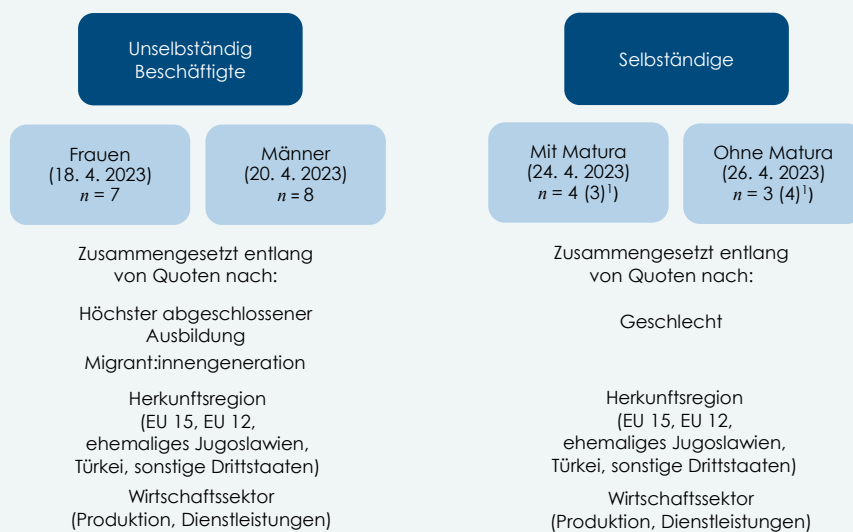 Unselbständig
Beschäftigte
Frauen
(18. 4. 2023)
n = 7
Männer
(20. 4. 2023)
n = 8
Zusammengesetzt entlang
von Quoten nach:
Höchster abgeschlossener
Ausbildung
Migrant:innengeneration
Herkunftsregion
(EU 15, EU 12,
ehemaliges Jugoslawien,
Türkei, sonstige Drittstaaten)
Wirtschaftssektor
(Produktion, Dienstleistungen)
Selbständige
Mit Matura
(24. 4. 2023)
n = 4 (3)¹)
Ohne Matura
(26. 4. 2023)
n = 3 (4)¹)
Zusammengesetzt entlang
von Quoten nach:
Geschlecht
Herkunftsregion
(EU 15, EU 12,
ehemaliges Jugoslawien,
Türkei, sonstige Drittstaaten)
Wirtschaftssektor
(Produktion, Dienstleistungen)